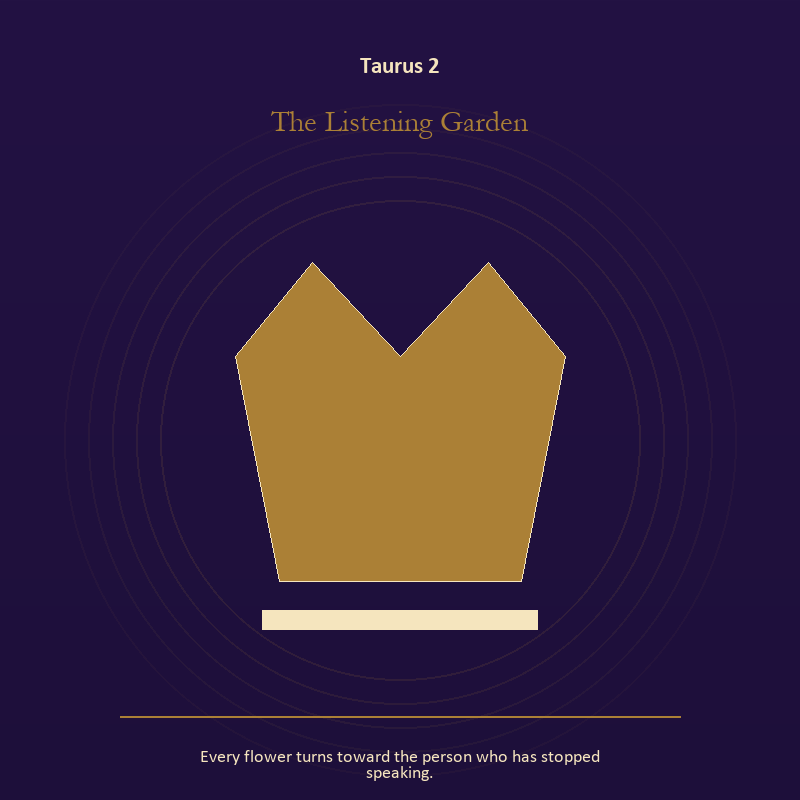 Taurus 2
The Listening Garden
Every flower turns toward the person who has stopped
speaking.